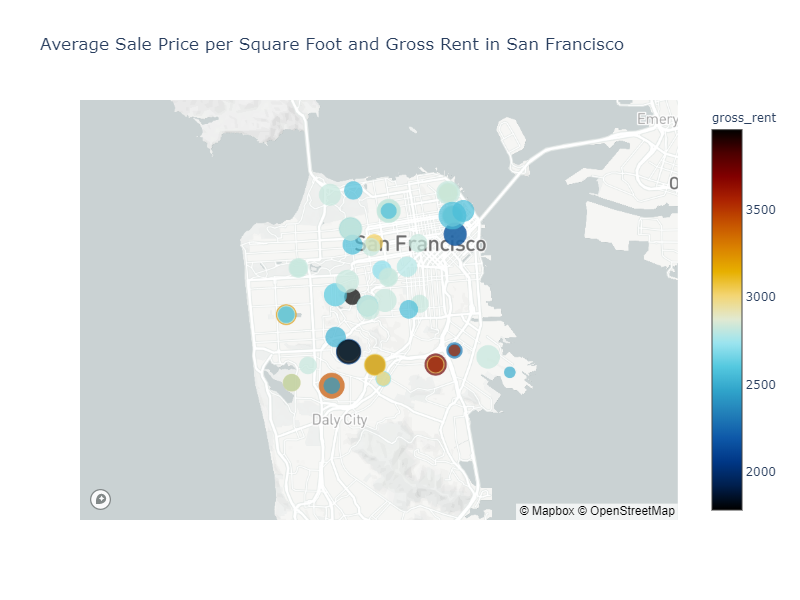 Average Sale Price per Square Foot and Gross Rent in San Francisco
gross_rent
Emery
O
3500
San Francisco
3000
2500
Daly City
2000
© Mapbox © OpenStreetMap